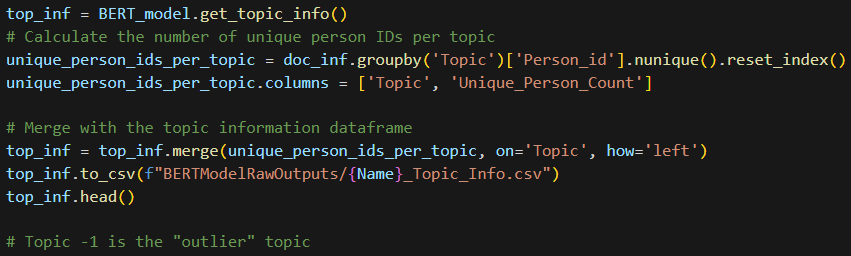 top_inf = BERT_model.get_topic_info()
# Calculate the number of unique person IDs per topic
unique_person_ids_per_topic = doc_inf.groupby('Topic')['Person_id'].nunique().reset_index()
unique_person_ids_per_topic.columns = ['Topic', 'Unique_Person_Count']
# Merge with the topic information dataframe
top_inf = top_inf.merge(unique_person_ids_per_topic, on='Topic', how='left')
top_inf.to_csv(f"BERTModelRawOutputs/{Name}_Topic_Info.csv")
top_inf.head()
# Topic -1 is the "outlier" topic